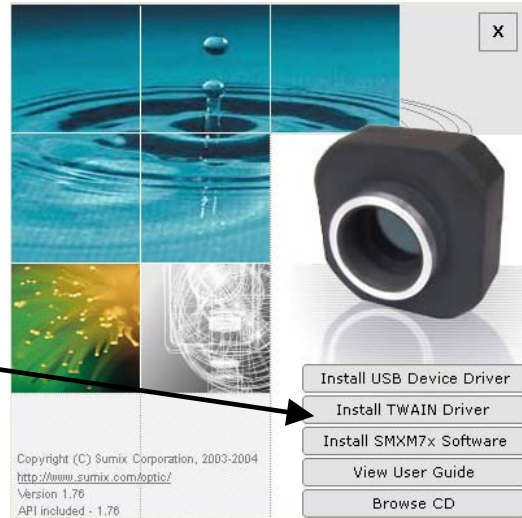 X
Install USB Device Driver
Install TWAIN Driver
Install SMXM7x Software
View User Guide
Browse CD
Copyright (C) Sumix Corporation, 2003-2004
http://www.sumix.com/optic/
Version 1.76
API included - 1.76